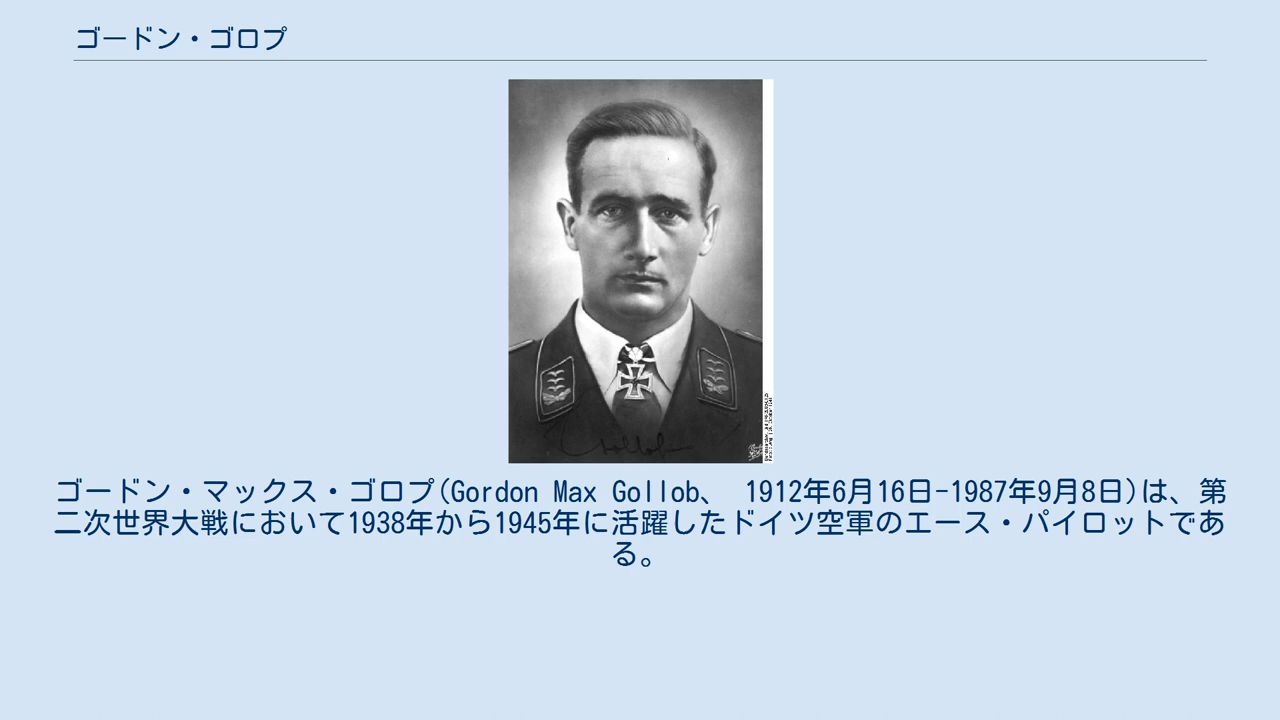 ゴードン・ゴロプ
Gollob
ゴードン・マックス・ゴロプ(Gordon Max Gollob、 1912年6月16日-1987年9月8日)は、第
二次世界大戦において1938年から1945年に活躍したドイツ空軍のエース・パイロットであ
る。